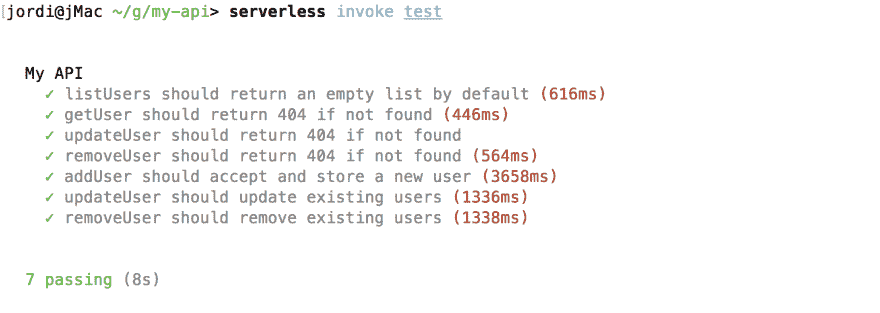 [jordi@jMac ~/g/my-api> serverless invoke test
My API
✓ listUsers should return an empty list by default (616ms)
✓ getUser should return 404 if not found (446ms)
✓ updateUser should return 404 if not found
✓ removeUser should return 404 if not found (564ms)
✓ addUser should accept and store a new user (3658ms)
✓ updateUser should update existing users (1336ms)
✓ removeUser should remove existing users (1338ms)
7 passing (8s)